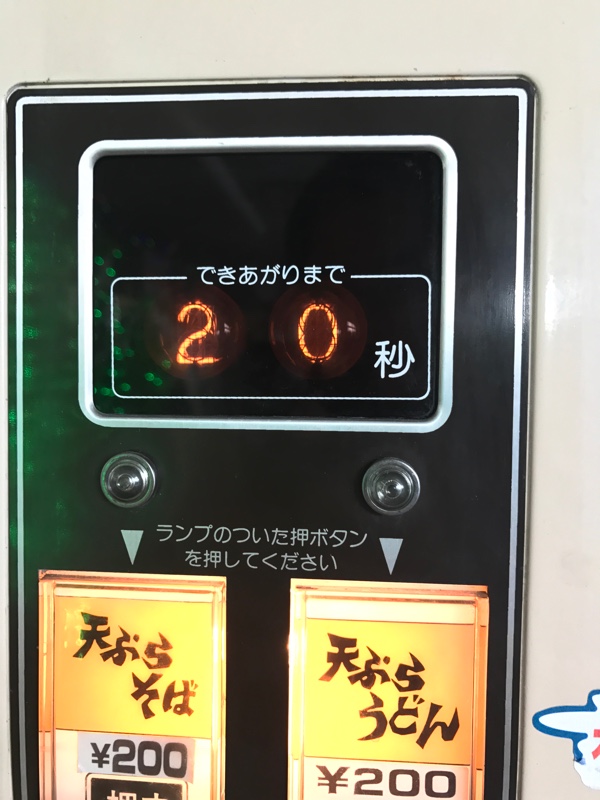 できあがりまで
20秒
ランプのついた押ボタン
を押してください
天ぷら
そば
¥200
天ぷら
うどん
¥200